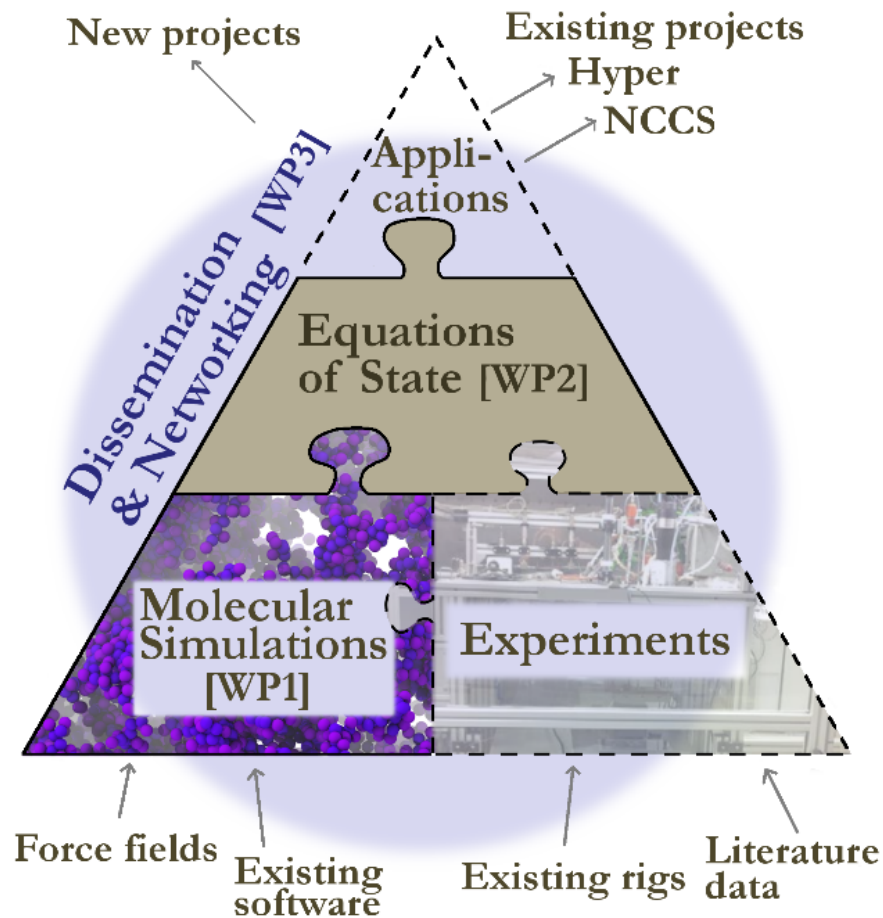 New projects
Existing projects
Hyper
NCCS
Appli-
cations
Dissemination
& Networking [WP3]
Equations
of State [WP2]
Molecular
Simulations
[WP1]
Experiments
Force fields
Existing
software
Existing rigs
Literature
data